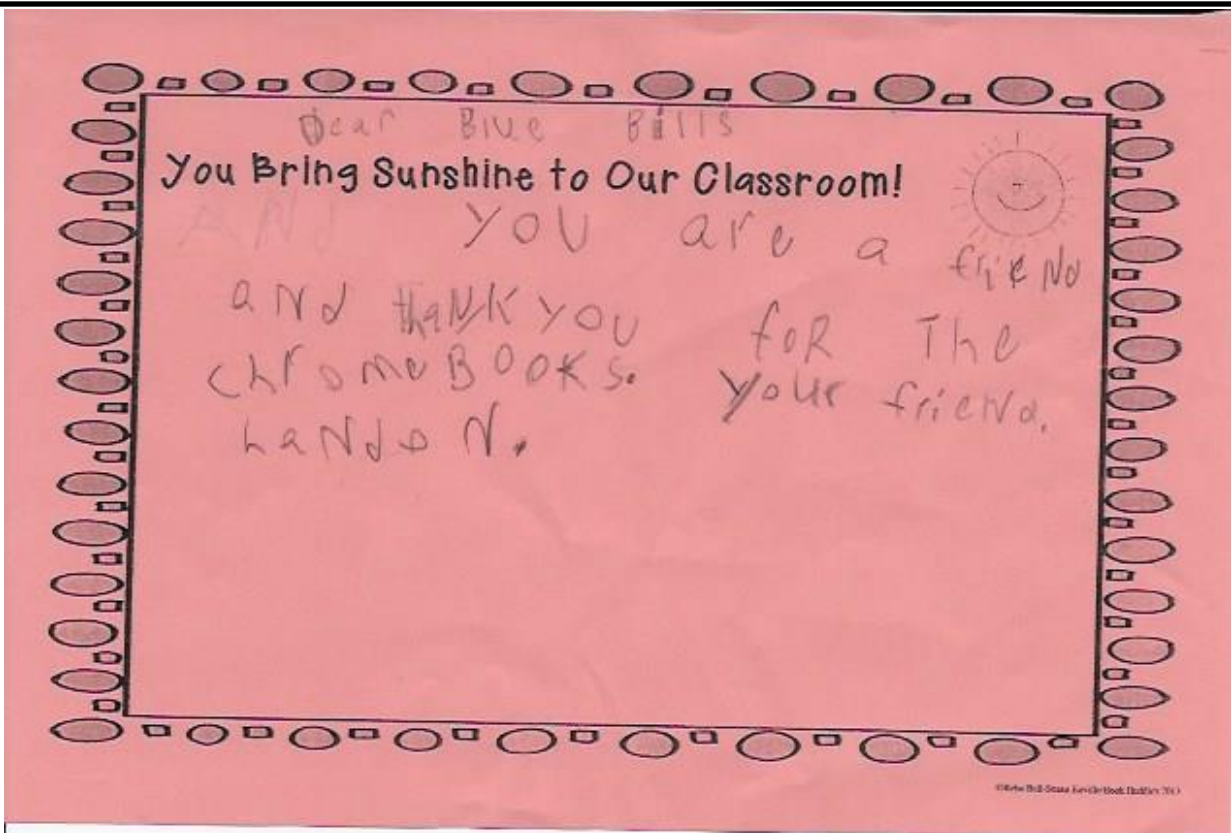 Dear Blue Bills
You Bring Sunshine to Our Classroom!
AND you are a frieNd
aNd thaNK you foR The
chromeBOOKS. your frieNd.
LaNdoN.